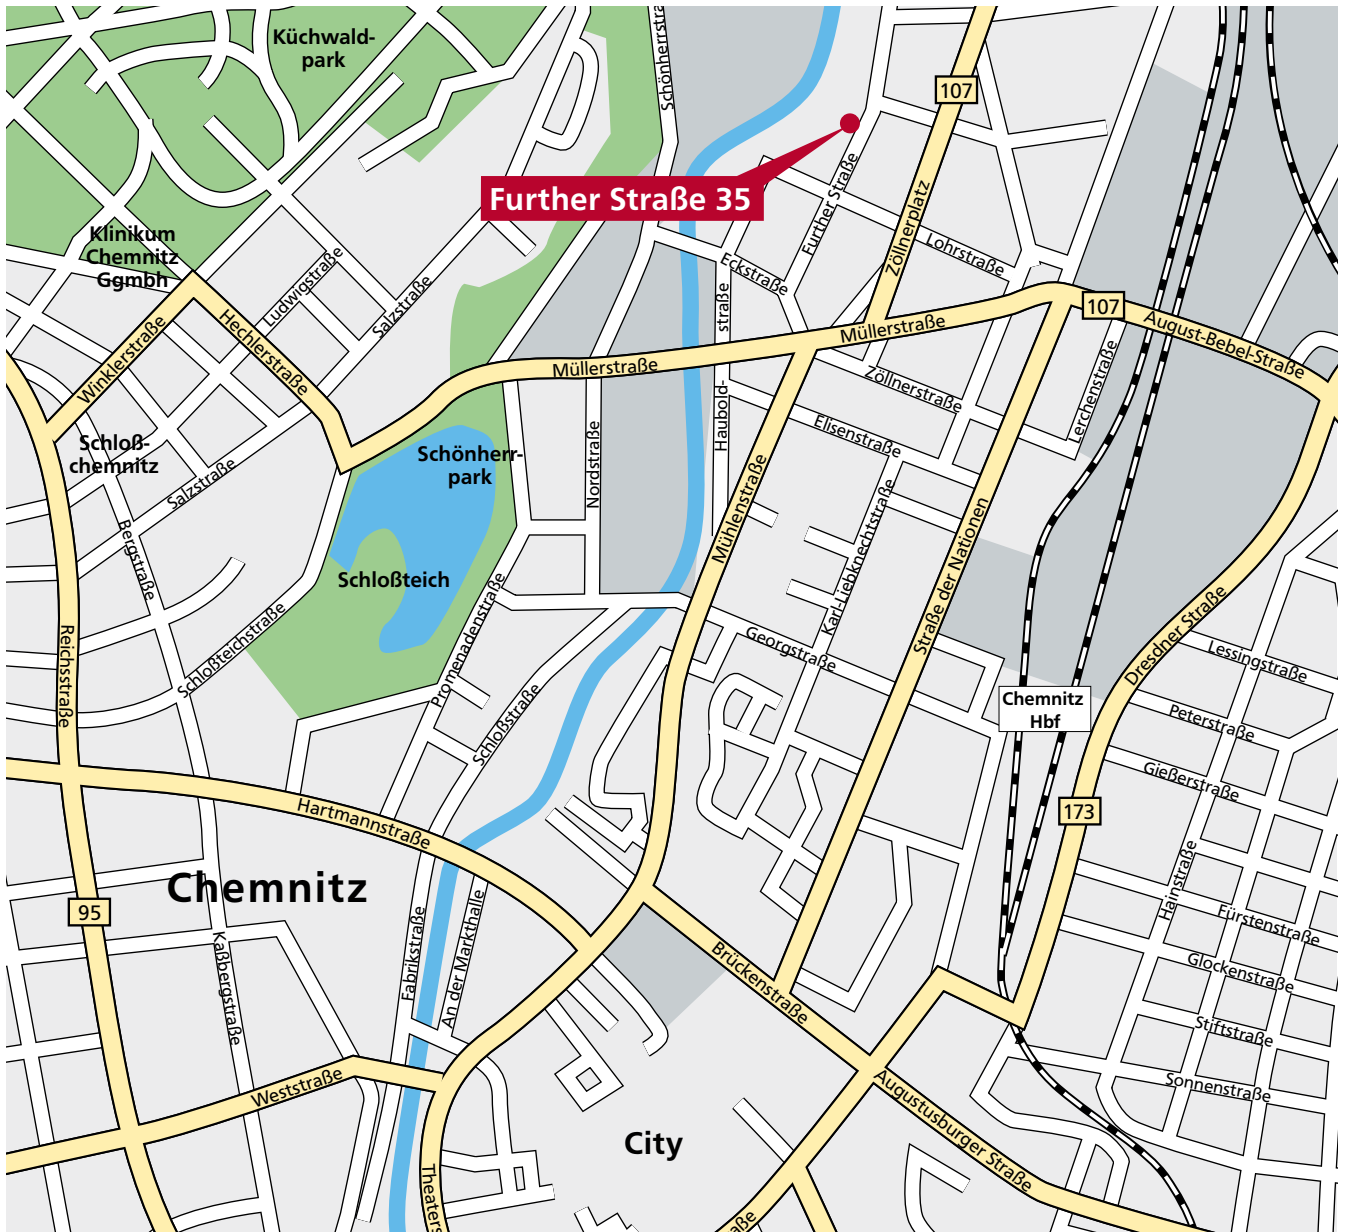 Küchwald-
park
Schönherrstra
107
Further Straße 35
Further Straße
Zöllnerplatz
Lohrstraße
Eckstraße
Klinikum
Chemnitz
Ggmbh
Ludwigstraße
Salzstraße
Hechlerstraße
Winklerstraße
107
August-Bebel-Straße
Müllerstraße
Müllerstraße
straße
Haubold-
Zöllnerstraße
Lerchenstraße
Elisenstraße
Schloß-
chemnitz
Salzstraße
Schönherr-
park
Nordstraße
Mühlenstraße
Karl-Liebknechtstraße
Straße der Nationen
Bergstraße
Schloßteich
Promenadenstraße
Georgstraße
Dresdner Straße
Lessingstraße
Reichsstraße
Schloßteichstraße
Schloßstraße
Chemnitz
Hbf
Peterstraße
Gießerstraße
Hartmannstraße
173
Chemnitz
95
Hainstraße
Fürstenstraße
Kaßbergstraße
Fabrikstraße
An der Markthalle
Brückenstraße
Glockenstraße
Stiftstraße
Sonnenstraße
Weststraße
Augustusburger Straße
City
Theaters
aße